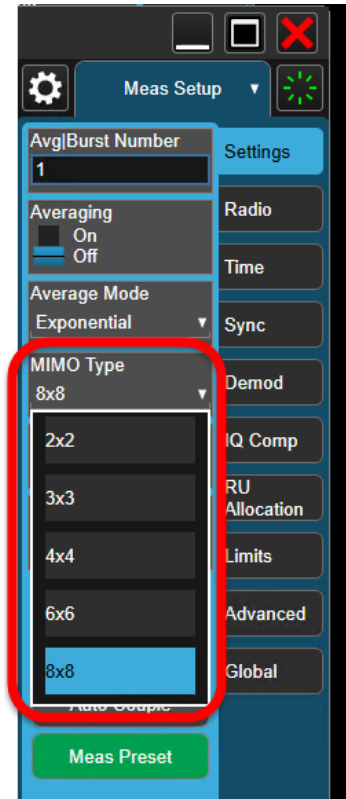 Meas Setup
Avg|Burst Number
1
Averaging
On
Off
Average Mode
Exponential
MIMO Type
8x8
2x2
3x3
4x4
6x6
8x8
Auto Couple
Meas Preset
Settings
Radio
Time
Sync
Demod
IQ Comp
RU
Allocation
Limits
Advanced
Global